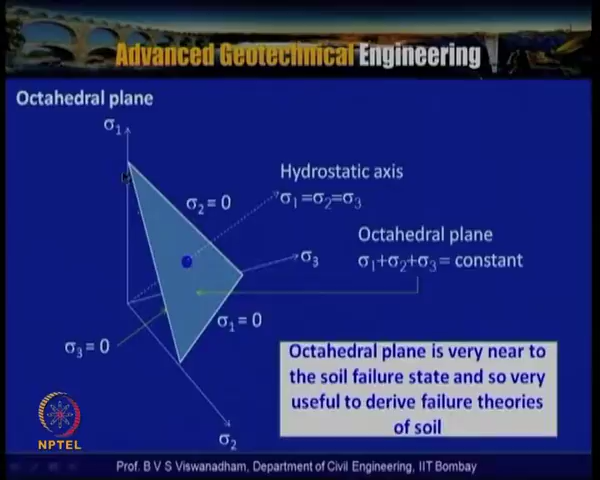 Advanced Geotechnical Engineering
Octahedral plane
σ1
Hydrostatic axis
σ2 = 0
σ1=σ2=σ3
Octahedral plane
σ3
σ1+σ2+σ3= constant
σ1 = 0
σ3 = 0
Octahedral plane is very near to
the soil failure state and so very
useful to derive failure theories
of soil
σ2
NPTEL
Prof. B V S Viswanadham, Department of Civil Engineering, IIT Bombay